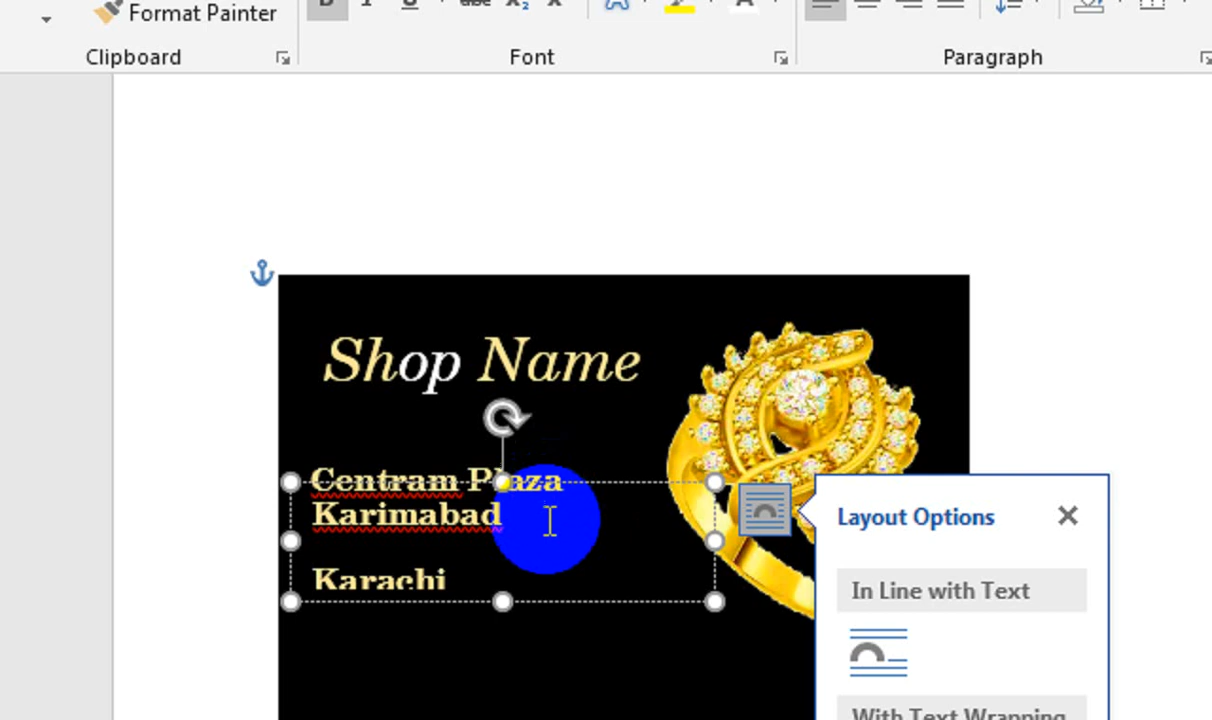 Format Painter
Clipboard
Font
Paragraph
Shop Name
Centram Plaza
Karimabad
Karachi
Layout Options
In Line with Text
With Text Wrapping